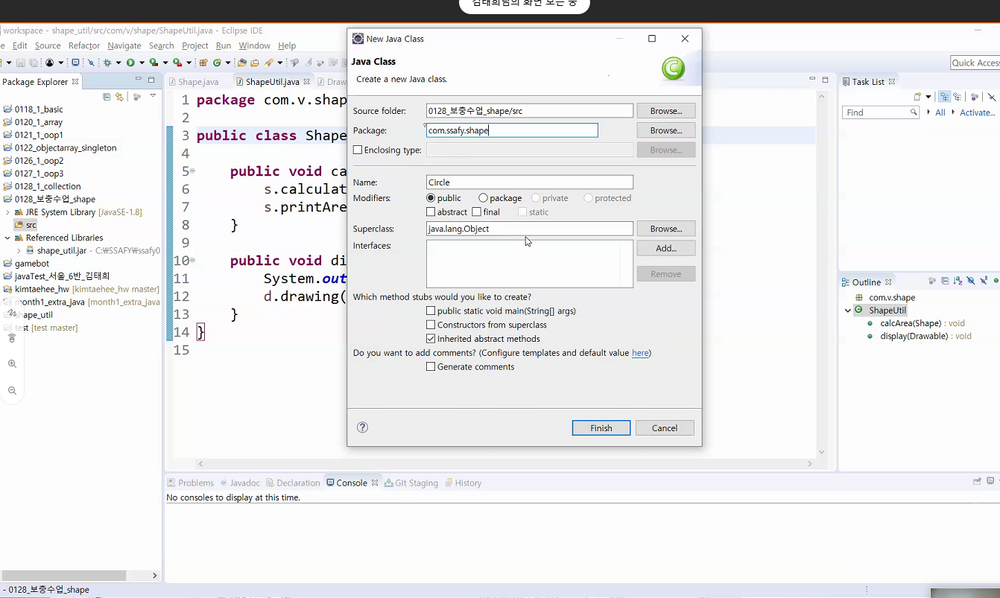 김태희님의 화면 보는 중
workspace - shape_util/src/com/v/shape/ShapeUtil.java - Eclipse IDE
e Edit Source Refactor Navigate Search Project Run Window Help
Quick Access
Package Explorer
0118_1_basic
0120_1_array
0121_1_oop1
0122_objectarray_singleton
0126_1_oop2
0127_1_oop3
0128_1_collection
0128_보충수업_shape
JRE System Library [JavaSE-1.8]
src
Referenced Libraries
shape_util.jar - C:₩SSAFY₩ssafy0
gamebot
javaTest_서울_6반_김태희
kimtaehee_hw [kimtaehee_hw master]
month1_extra_java [month1_extra_java
shape_util
test [test master]
- 0128_보충수업_shape
Shape.java
ShapeUtil.java
Draw
1 package com.v.shap
2
3 public class Shape
4
5 public void ca
6 s.calculat
7 s.printAre
8 }
9
10 public void di
11 System.out
12 d.drawing(
13 }
14 }
15
New Java Class
Java Class
Create a new Java class.
Source folder: 0128_보충수업_shape/src Browse...
Package: com.ssafy.shape Browse...
Enclosing type: Browse...
Name: Circle
Modifiers: public package private protected
abstract final static
Superclass: java.lang.Object Browse...
Interfaces: Add...
Remove
Which method stubs would you like to create?
public static void main(String[] args)
Constructors from superclass
Inherited abstract methods
Do you want to add comments? (Configure templates and default value here)
Generate comments
? Finish Cancel
Problems Javadoc Declaration Console Git Staging History
No consoles to display at this time.
Task List
Find All Activate...
Outline
com.v.shape
ShapeUtil
calcArea(Shape) : void
display(Drawable) : void